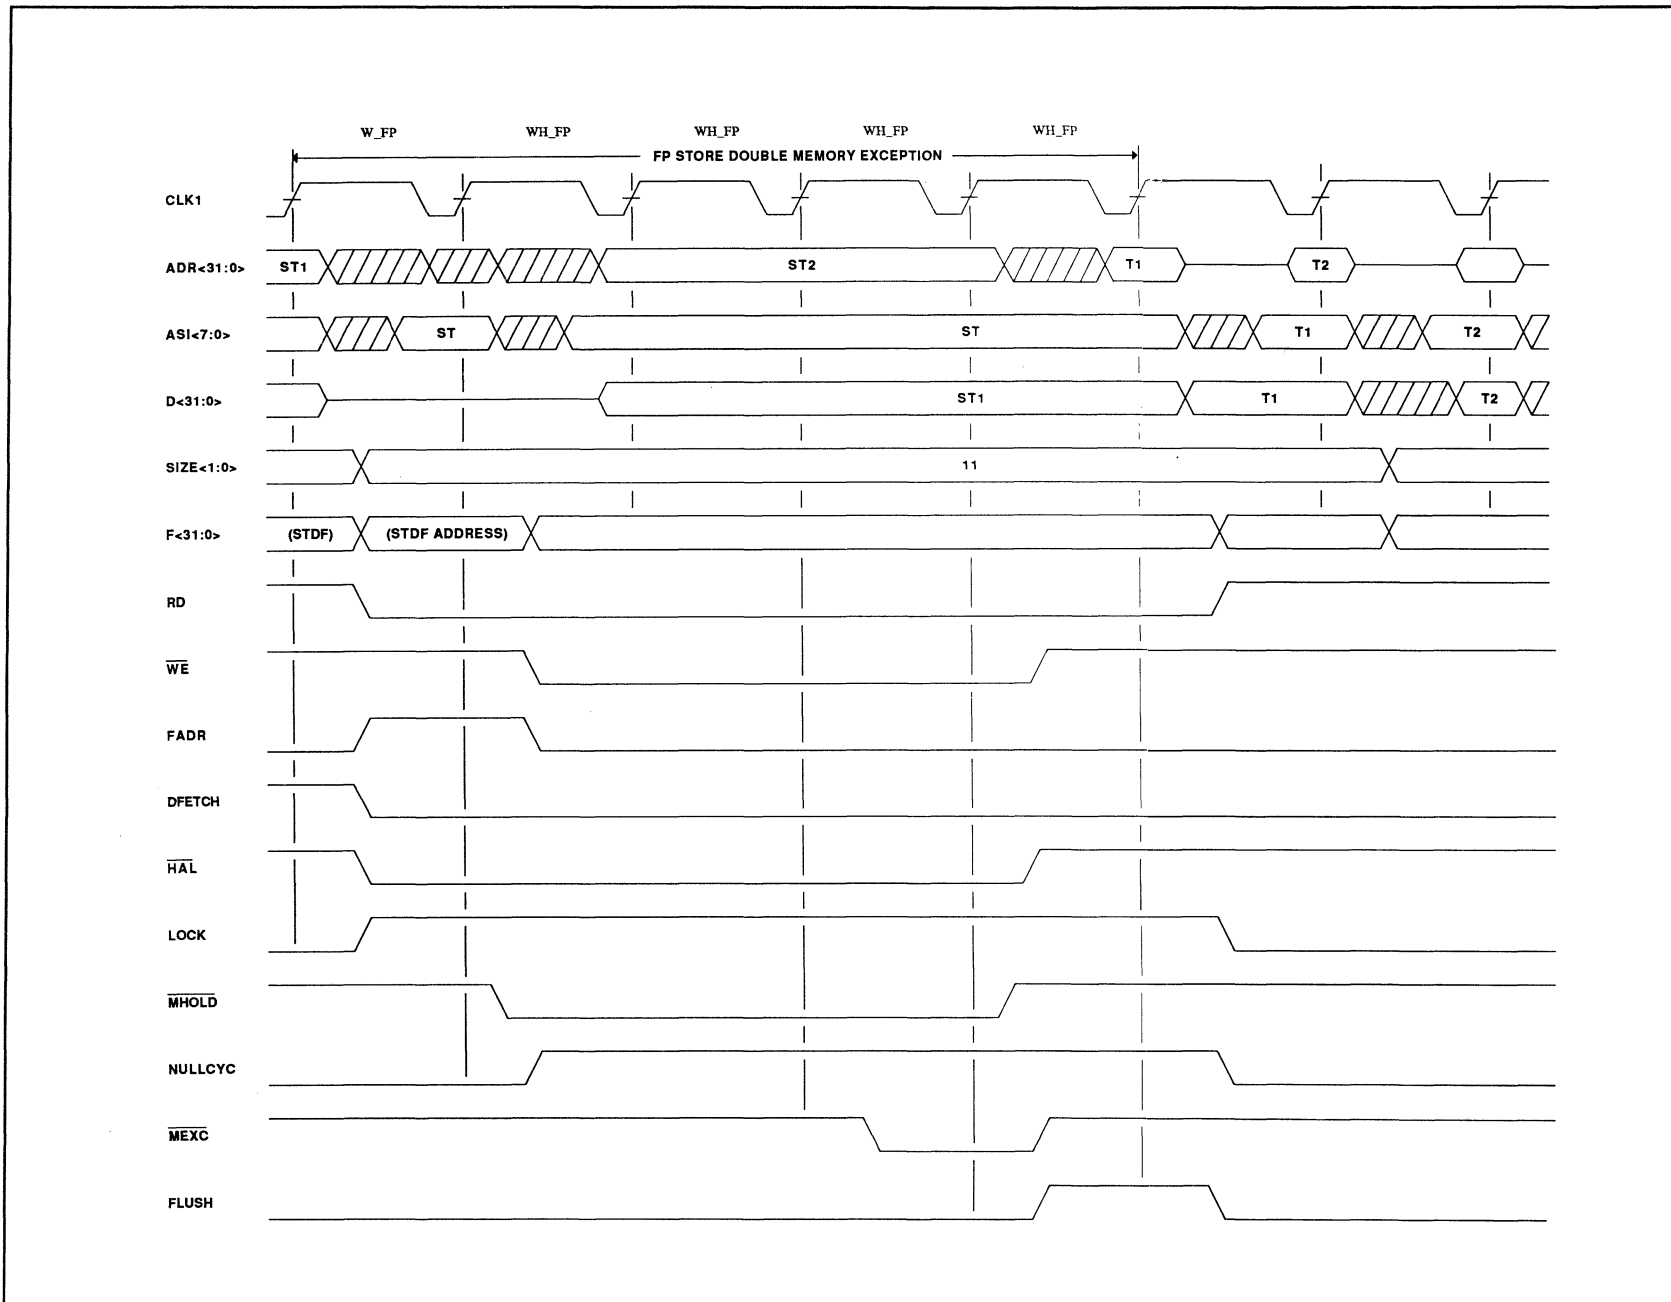 W_FP WH_FP WH_FP WH_FP WH_FP
FP STORE DOUBLE MEMORY EXCEPTION
CLK1
ADR<31:0> ST1 ST2 T1 T2
ASI<7:0> ST ST T1 T2
D<31:0> ST1 T1 T2
SIZE<1:0> 11
F<31:0> (STDF) (STDF ADDRESS)
RD
WE
FADR
DFETCH
HAL
LOCK
MHOLD
NULLCYC
MEXC
FLUSH